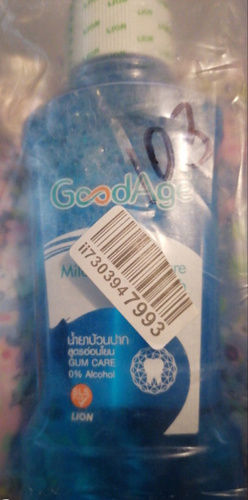 LION
103
GoodAge
ii7303947993
น้ำยาบ้วนปาก
สูตรอ่อนโยน
GUM CARE
0% Alcohol
LION